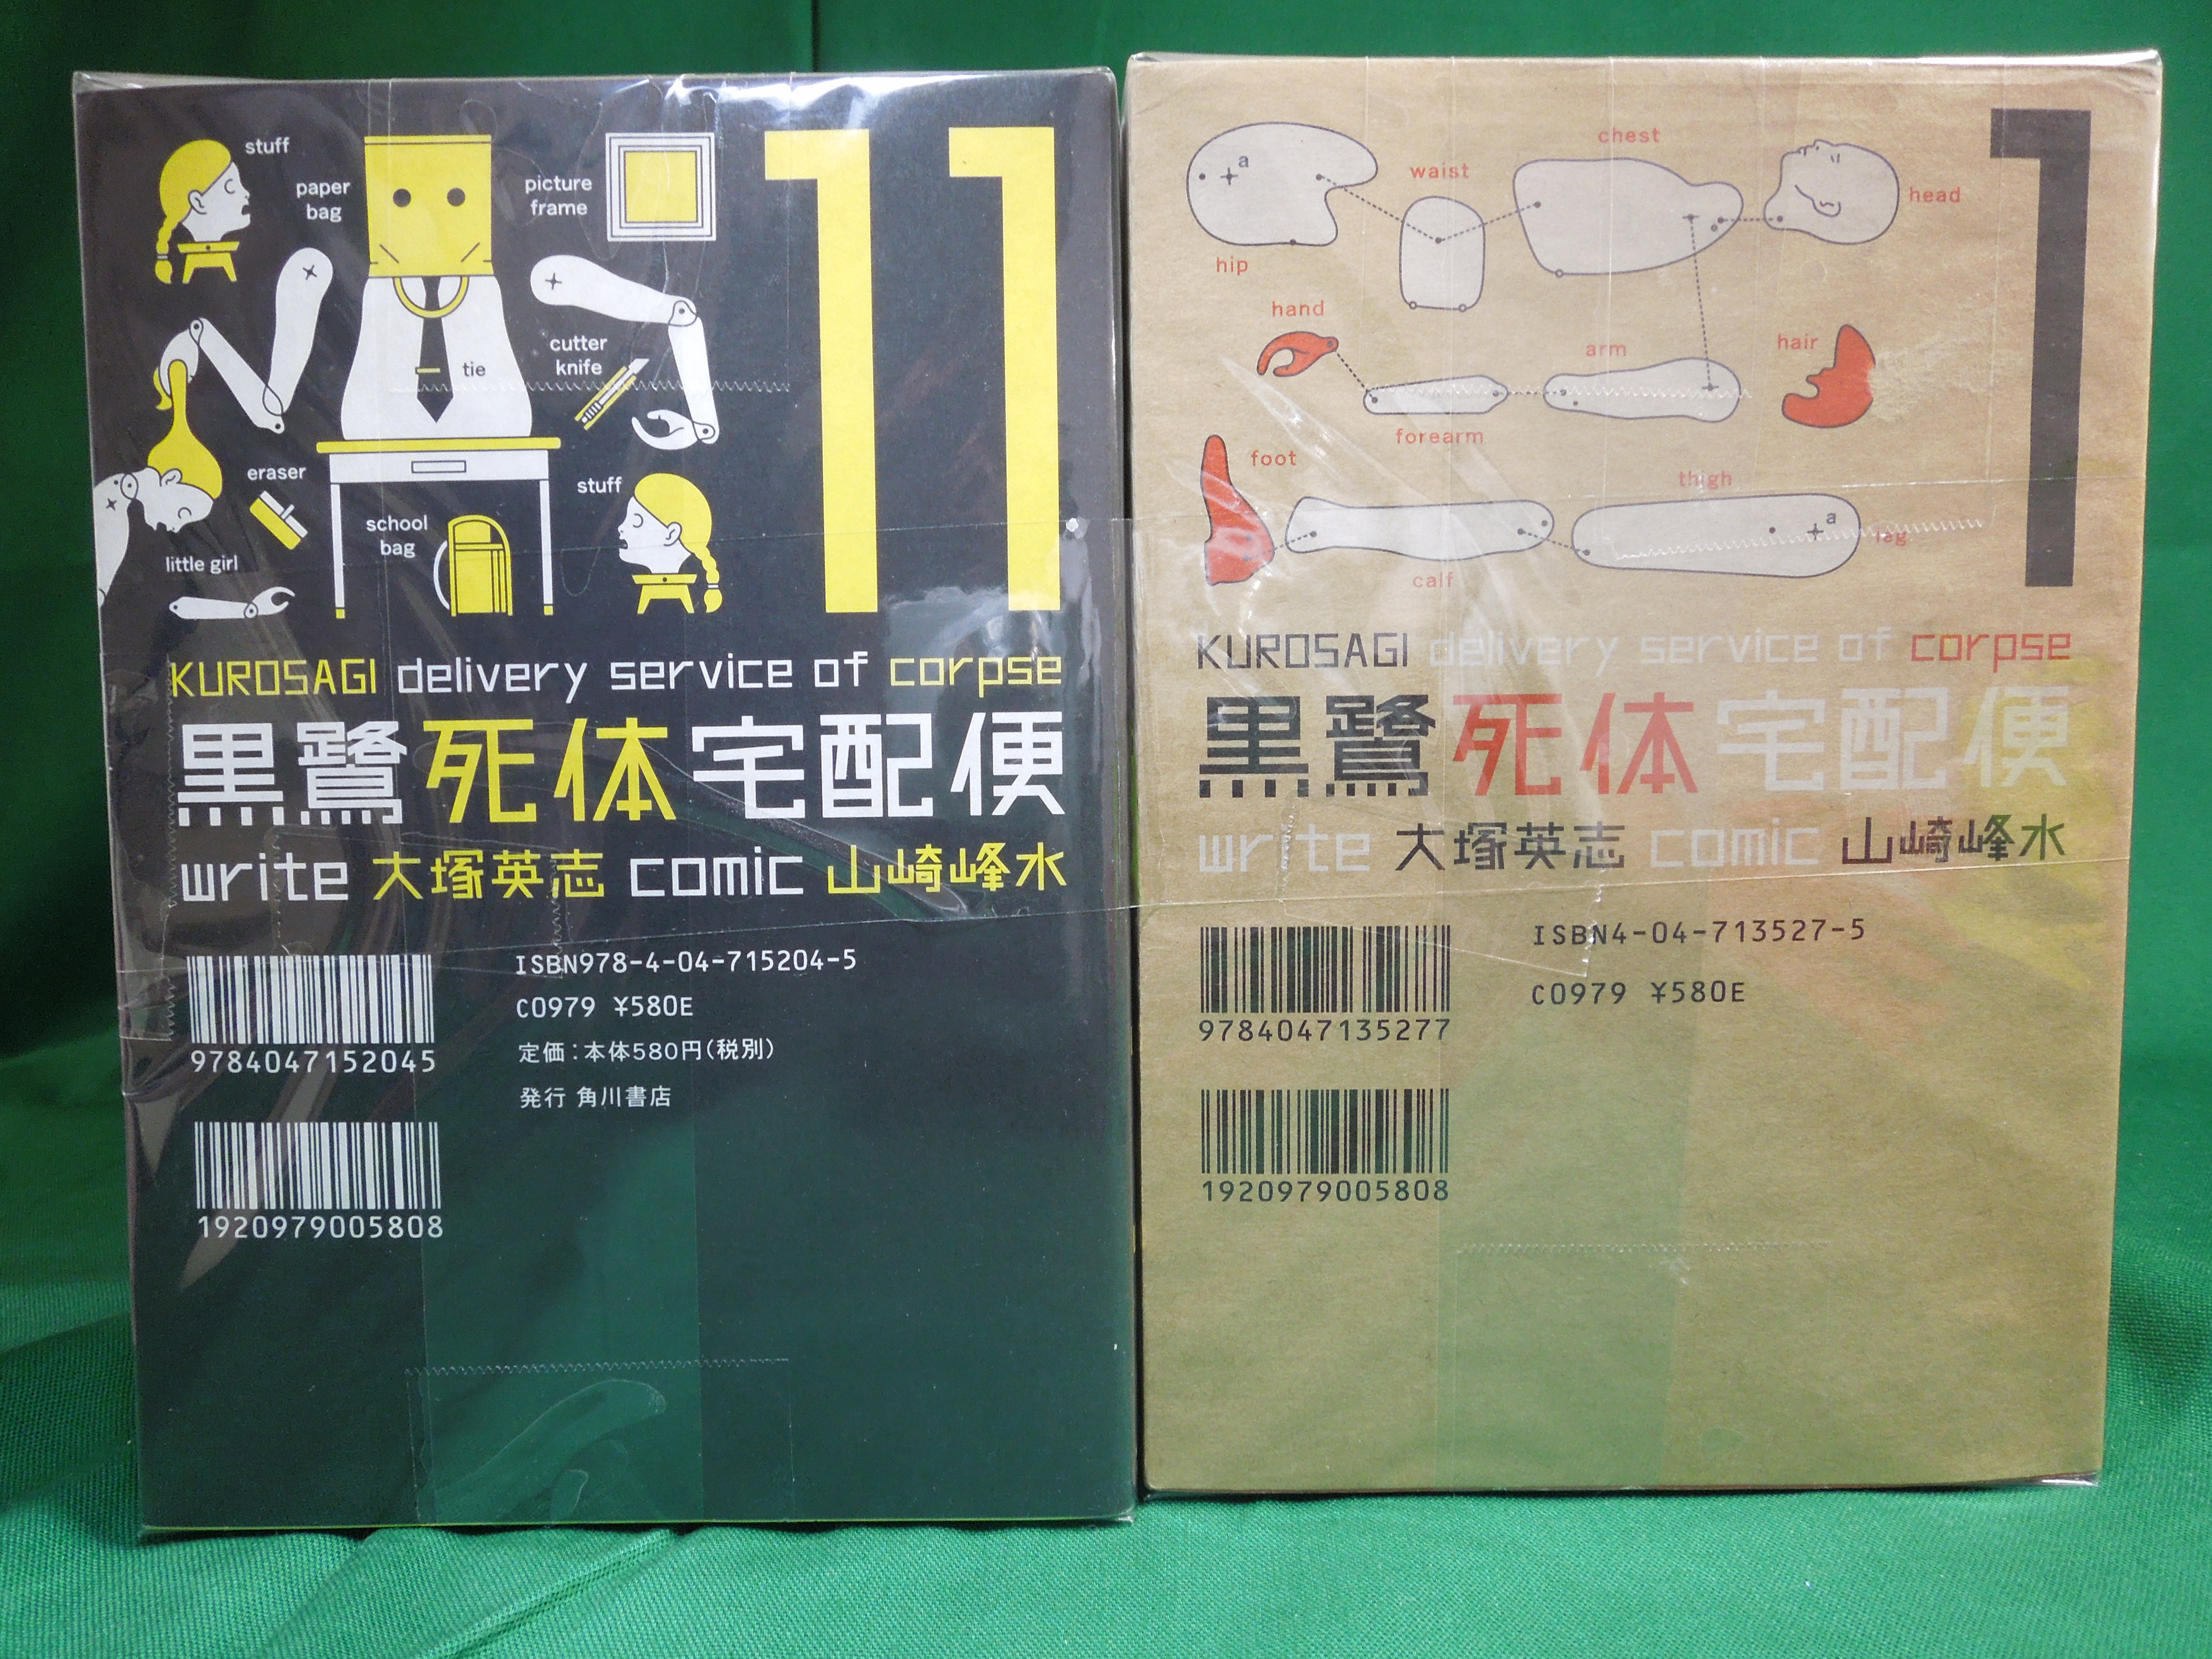 stuff
paper
bag
picture
frame
11
cutter
knife
tie
eraser
stuff
school
bag
little girl
KUROSAGI delivery service of corpse
黒鷺死体宅配便
write 大塚英志 comic 山崎峰水
ISBN978-4-04-715204-5
C0979 ¥580E
定価:本体580円(税別)
発行 角川書店
9784047152045
1920979005808
a
waist
chest
head
1
hip
hand
arm
hair
forearm
foot
thigh
a
leg
calf
KUROSAGI delivery service of corpse
黒鷺死体宅配便
write 大塚英志 comic 山崎峰水
ISBN4-04-713527-5
C0979 ¥580E
9784047135277
1920979005808